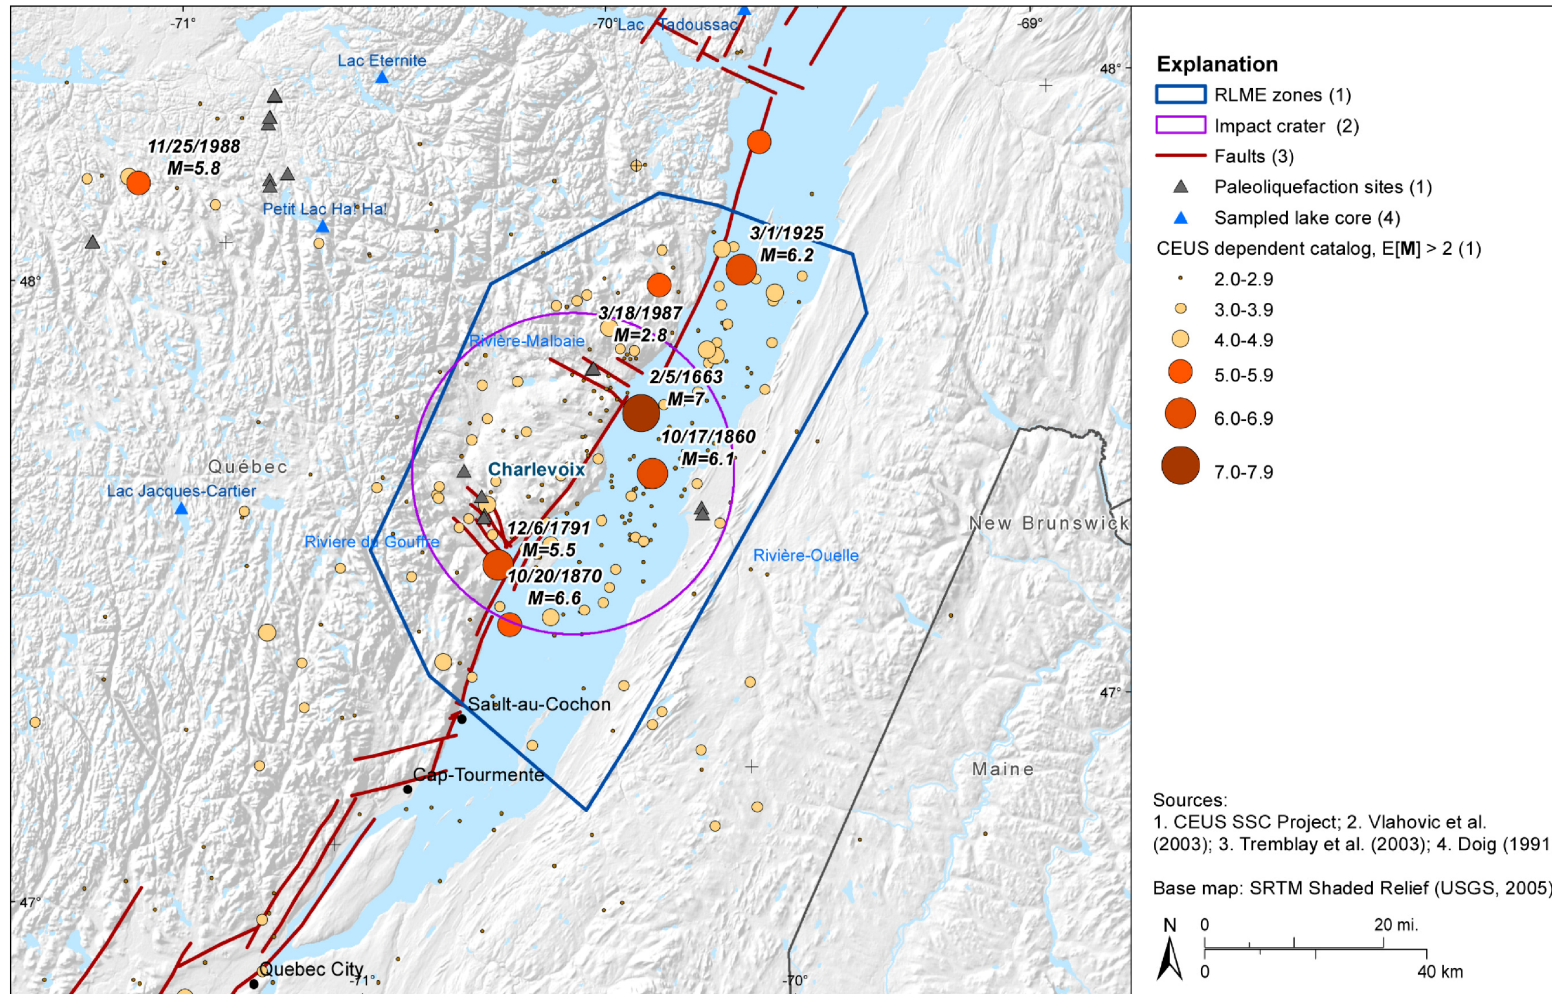 -71°
-70°
-69°
Lac Tadoussac
Lac Eternite
48°
11/25/1988
M=5.8
Petit Lac Ha! Ha!
3/1/1925
M=6.2
48°
3/18/1987
M=2.8
Rivière-Malbaie
2/5/1663
M=7
10/17/1860
M=6.1
Québec
Charlevoix
Lac Jacques-Cartier
New Brunswick
12/6/1791
M=5.5
Riviere du Gouffre
Rivière-Ouelle
10/20/1870
M=6.6
47°
Sault-au-Cochon
Cap-Tourmente
Maine
47°
Quebec City
-71°
-70°
Explanation
RLME zones (1)
Impact crater (2)
Faults (3)
Paleoliquefaction sites (1)
Sampled lake core (4)
CEUS dependent catalog, E[M] > 2 (1)
2.0-2.9
3.0-3.9
4.0-4.9
5.0-5.9
6.0-6.9
7.0-7.9
Sources:
1. CEUS SSC Project; 2. Vlahovic et al.
(2003); 3. Tremblay et al. (2003); 4. Doig (1991
Base map: SRTM Shaded Relief (USGS, 2005)
N
0 20 mi.
0 40 km